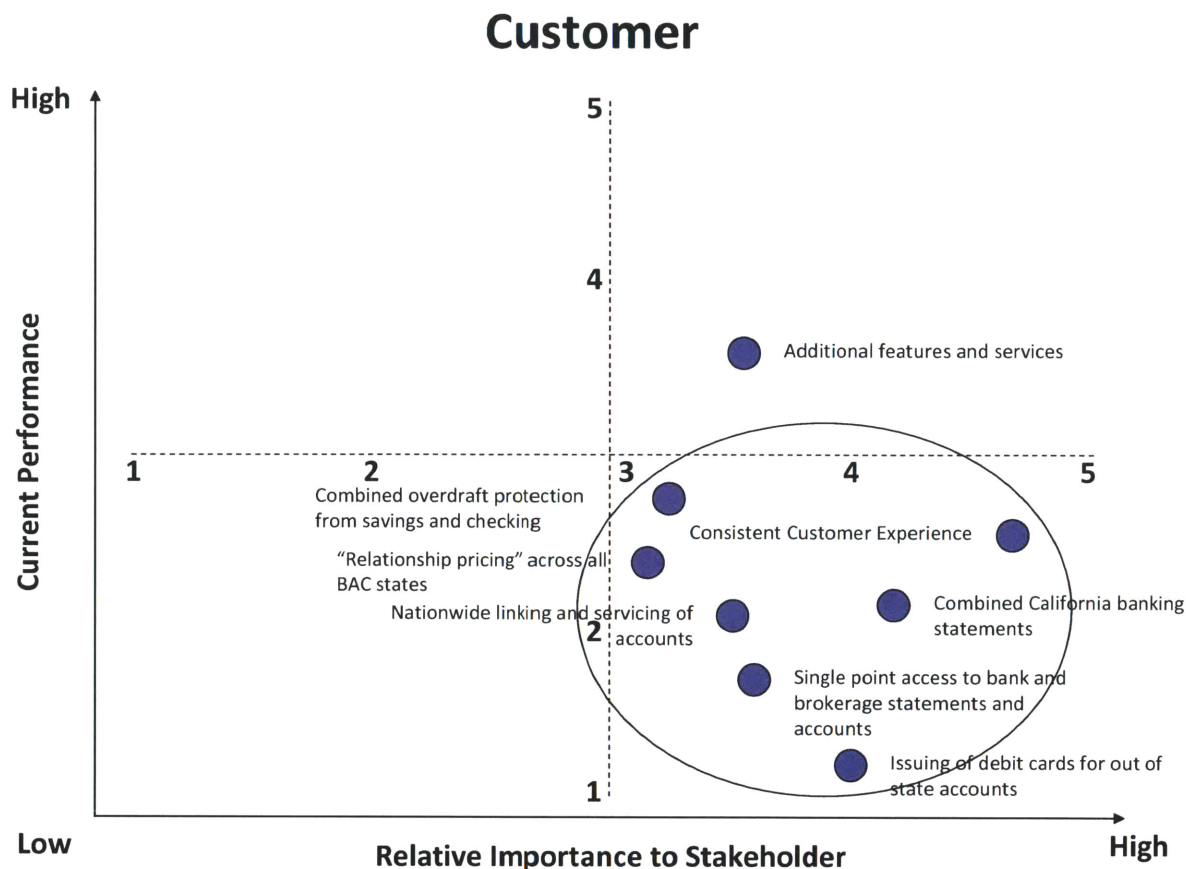 Customer
High
5
4
Current Performance
Additional features and services
1
2
3
4
5
Combined overdraft protection
from savings and checking
Consistent Customer Experience
"Relationship pricing" across all
BAC states
Nationwide linking and servicing of
accounts
2
Combined California banking
statements
Single point access to bank and
brokerage statements and
accounts
Issuing of debit cards for out of
state accounts
1
Low
Relative Importance to Stakeholder
High